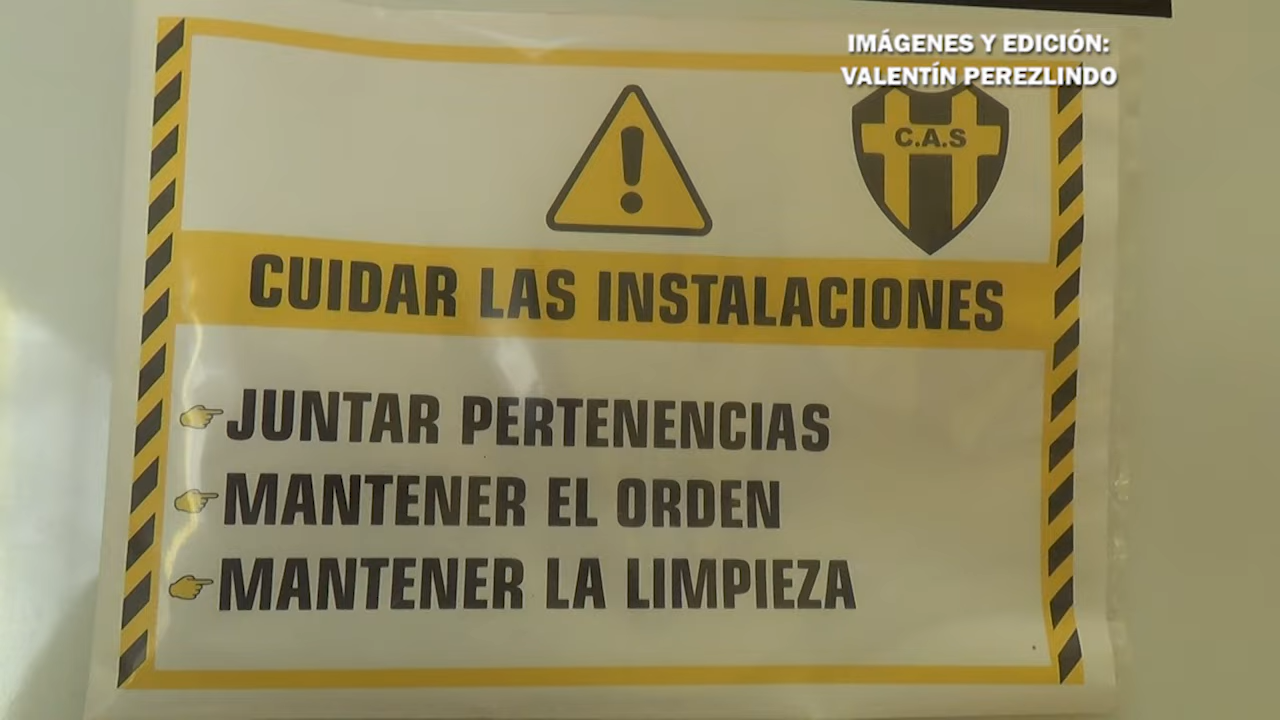 IMÁGENES Y EDICIÓN:
VALENTÍN PEREZLINDO
C.A.S
CUIDAR LAS INSTALACIONES
JUNTAR PERTENENCIAS
MANTENER EL ORDEN
MANTENER LA LIMPIEZA